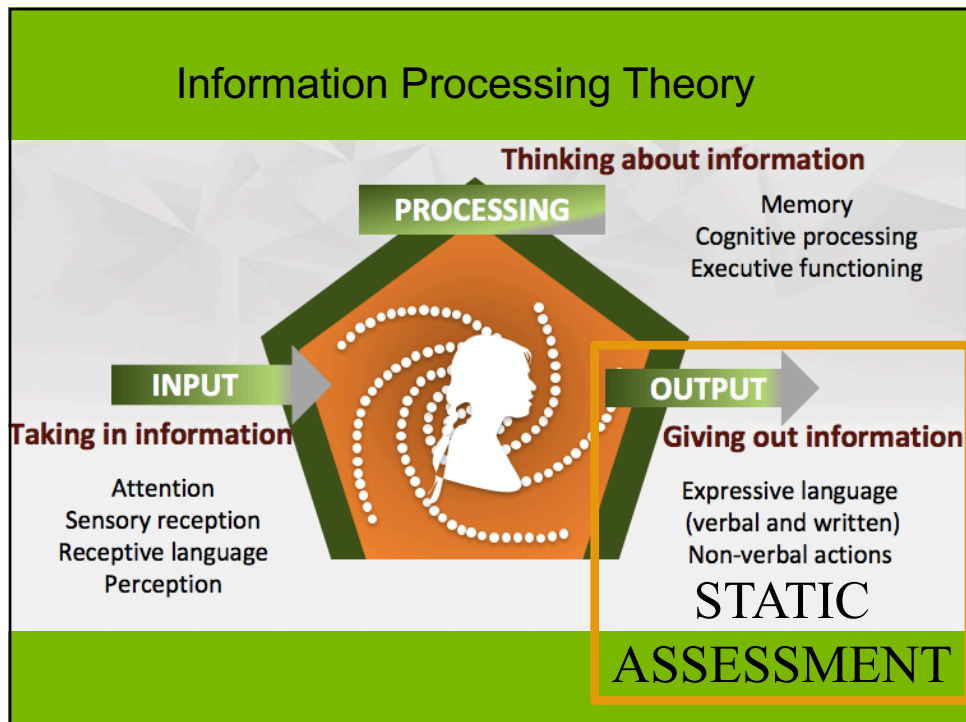 Information Processing Theory
Thinking about information
PROCESSING
Memory
Cognitive processing
Executive functioning
INPUT
Taking in information
Attention
Sensory reception
Receptive language
Perception
OUTPUT
Giving out information
Expressive language
(verbal and written)
Non-verbal actions
STATIC
ASSESSMENT